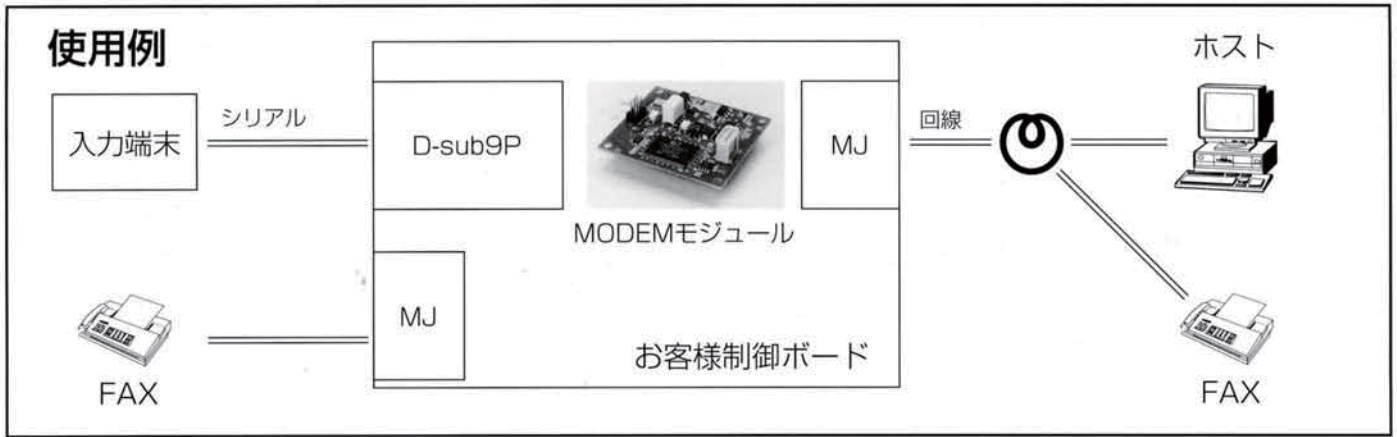 使用例
入力端末
シリアル
D-sub9P
MODEMモジュール
MJ
回線
ホスト
MJ
お客様制御ボード
FAX
FAX